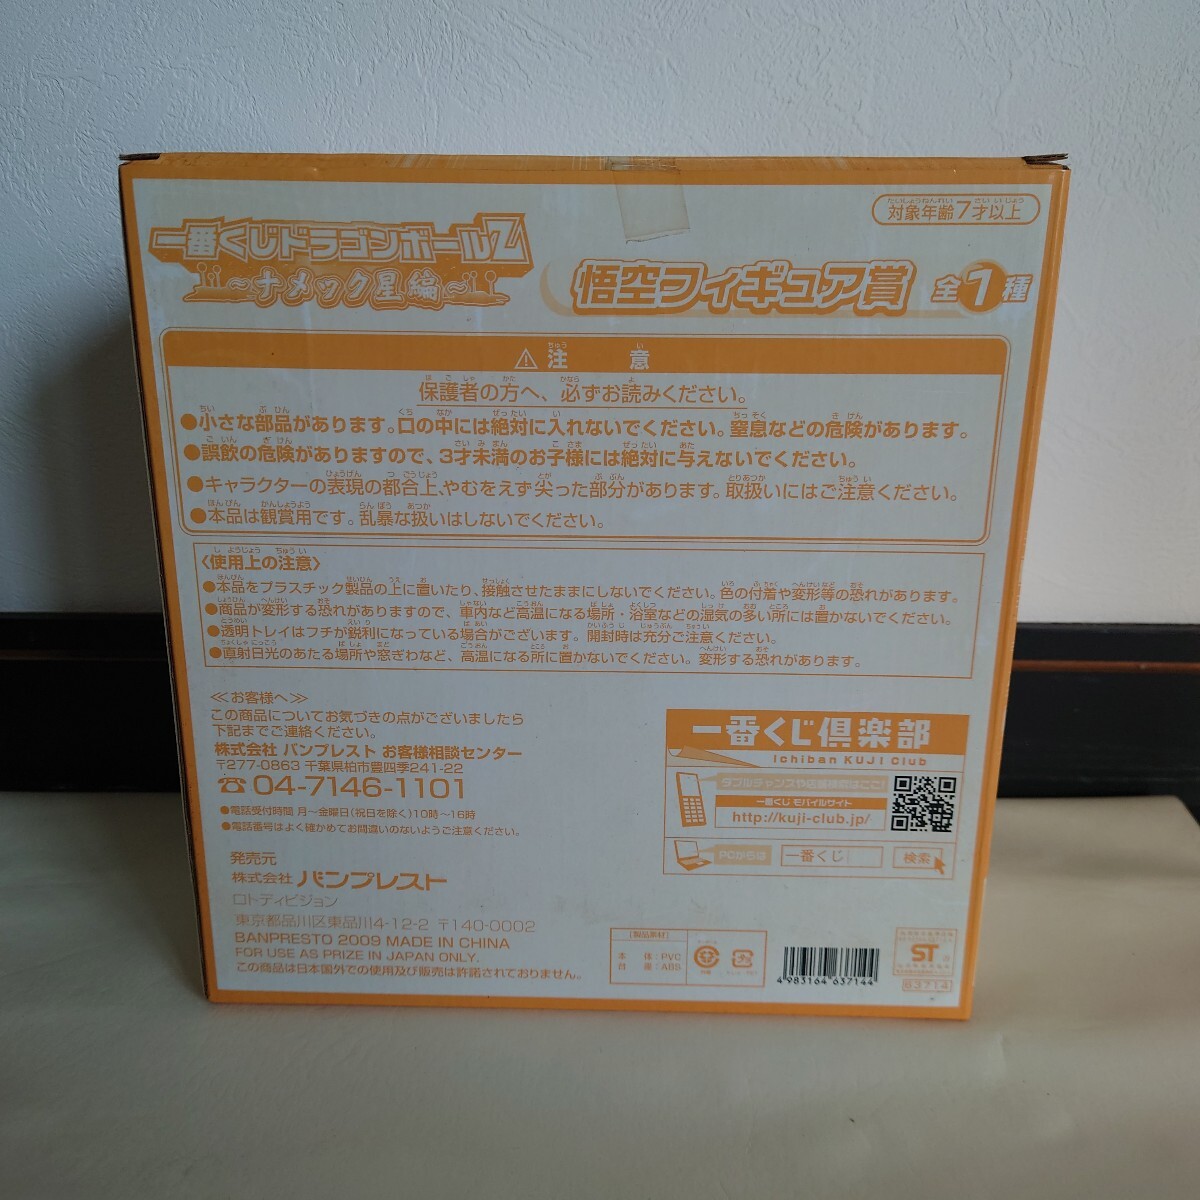 対象年齢7才以上
一番くじドラゴンボールZ
~ナメック星編~
悟空フィギュア賞 全1種
⚠注意
保護者の方へ、必ずお読みください。
●小さな部品があります。口の中には絶対に入れないでください。窒息などの危険があります。
●誤飲の危険がありますので、3才未満のお子様には絶対に与えないでください。
●キャラクターの表現の都合上、やむをえず尖った部分があります。取扱いにはご注意ください。
●本品は観賞用です。乱暴な扱いはしないでください。
〈使用上の注意〉
●本品をプラスチック製品の上に置いたり、接触させたままにしないでください。色の付着や変形等の恐れがあります。
●商品が変形する恐れがありますので、車内など高温になる場所・浴室などの湿気の多い所には置かないでください。
●透明トレイはフチが鋭利になっている場合がございます。開封時は充分ご注意ください。
●直射日光のあたる場所や窓ぎわなど、高温になる所に置かないでください。変形する恐れがあります。
≪お客様へ≫
この商品についてお気づきの点がございましたら
下記までご連絡ください。
株式会社 バンプレスト お客様相談センター
〒277-0863 千葉県柏市豊四季241-22
☎04-7146-1101
●電話受付時間 月~金曜日(祝日を除く)10時~16時
●電話番号はよく確かめてお間違いのないようご注意ください。
発売元
株式会社 バンプレスト
ロトディビジョン
東京都品川区東品川4-12-2 〒140-0002
BANPRESTO 2009 MADE IN CHINA
FOR USE AS PRIZE IN JAPAN ONLY.
この商品は日本国外での使用及び販売は許諾されておりません。
一番くじ倶楽部
Ichiban KUJI Club
ダブルチャンスや応募検索はここ!
一番くじ モバイルサイト
http://kuji-club.jp/
PCからは 一番くじ 検索
[製品素材]
本体:PVC
台座:ABS
4983164637144
ST
63714